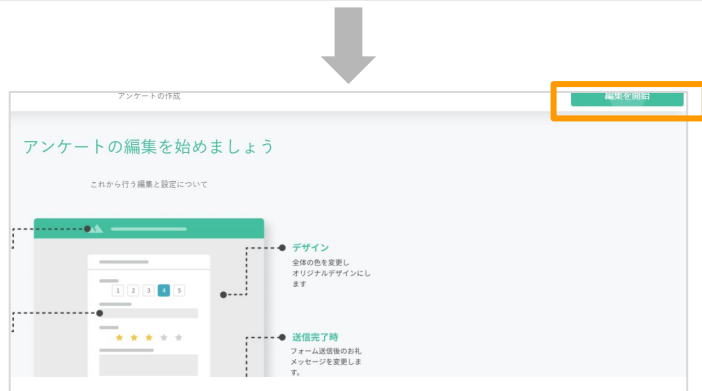 アンケートの作成
編集を開始
アンケートの編集を始めましょう
これから行う編集と設定について
デザイン
全体の色を変更し
オリジナルデザインにし
ます
1 2 3 4 5
送信完了時
フォーム送信後のお礼
メッセージを変更しま
す。